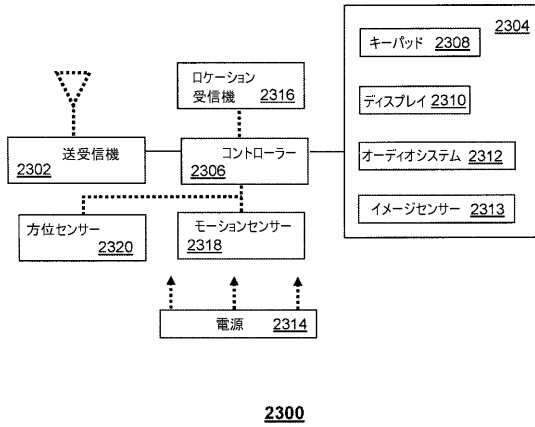 2304
キーパッド 2308
ロケーション
受信機 2316
ディスプレイ 2310
送受信機
2302
コントローラー
2306
オーディオシステム 2312
イメージセンサー 2313
方位センサー
2320
モーションセンサー
2318
電源 2314
2300